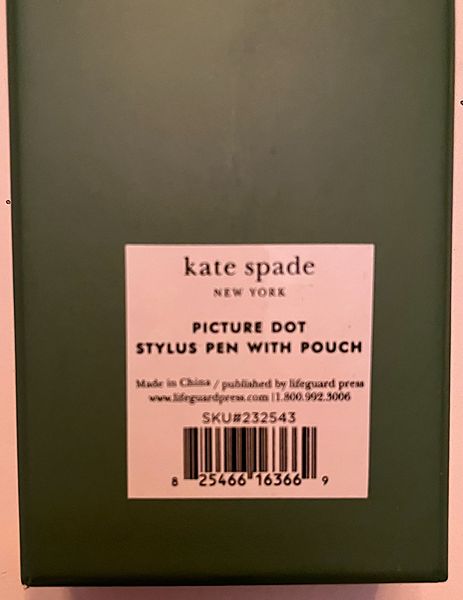 kate spade
NEW YORK
PICTURE DOT
STYLUS PEN WITH POUCH
Made in China / published by lifeguard press
www.lifeguardpress.com | 1.800.992.3006
SKU#232543
8 25466 16366 9